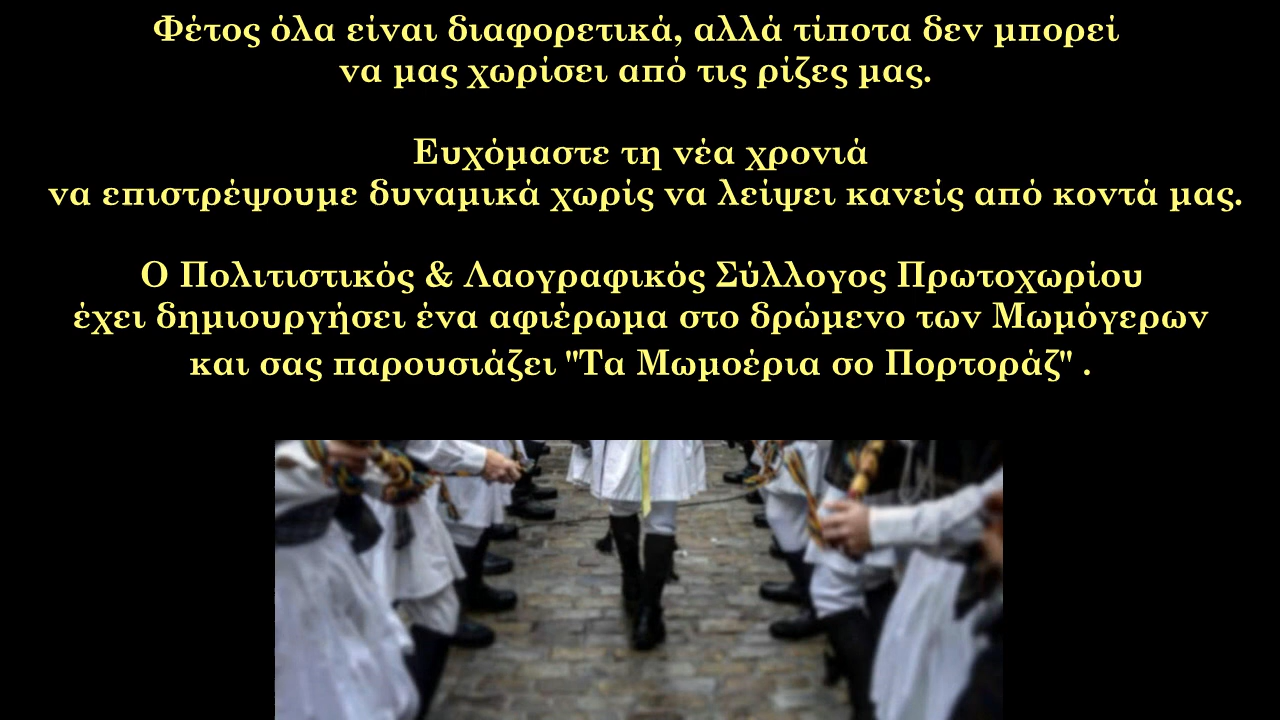 Φέτος όλα είναι διαφορετικά, αλλά τίποτα δεν μπορεί
να μας χωρίσει από τις ρίζες μας.
Ευχόμαστε τη νέα χρονιά
να επιστρέψουμε δυναμικά χωρίς να λείψει κανείς από κοντά μας.
Ο Πολιτιστικός & Λαογραφικός Σύλλογος Πρωτοχωρίου
έχει δημιουργήσει ένα αφιέρωμα στο δρώμενο των Μωμόγερων
και σας παρουσιάζει "Τα Μωμοέρια σο Πορτοράζ" .